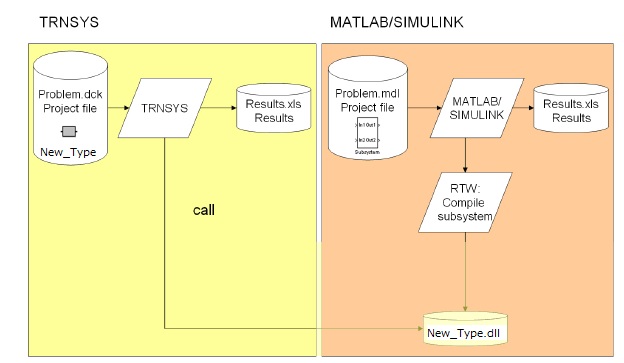 TRNSYS
MATLAB/SIMULINK
Problem.dck
Project file
New_Type
TRNSYS
Results.xls
Results
call
Problem.mdl
Project file
In1 Out1
In2 Out2
Subsystem
MATLAB/
SIMULINK
Results.xls
Results
RTW:
Compile
subsystem
New_Type.dll